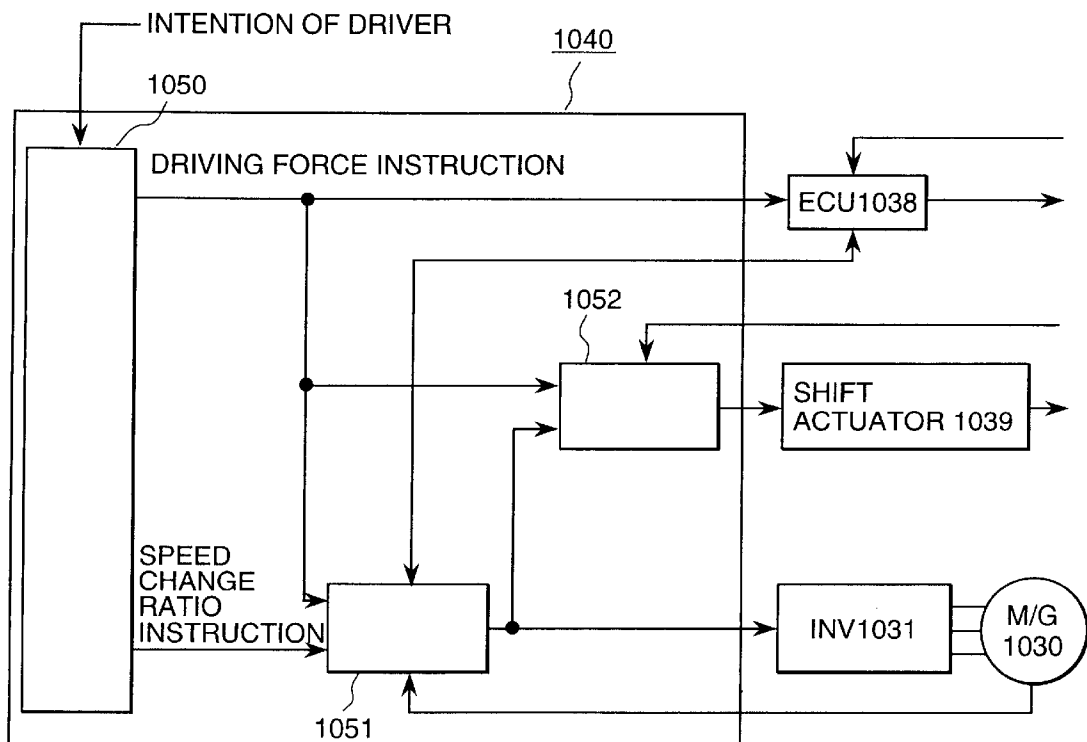 INTENTION OF DRIVER
1040
1050
DRIVING FORCE INSTRUCTION
ECU1038
1052
SHIFT
ACTUATOR 1039
SPEED
CHANGE
RATIO
INSTRUCTION
INV1031
M/G
1030
1051